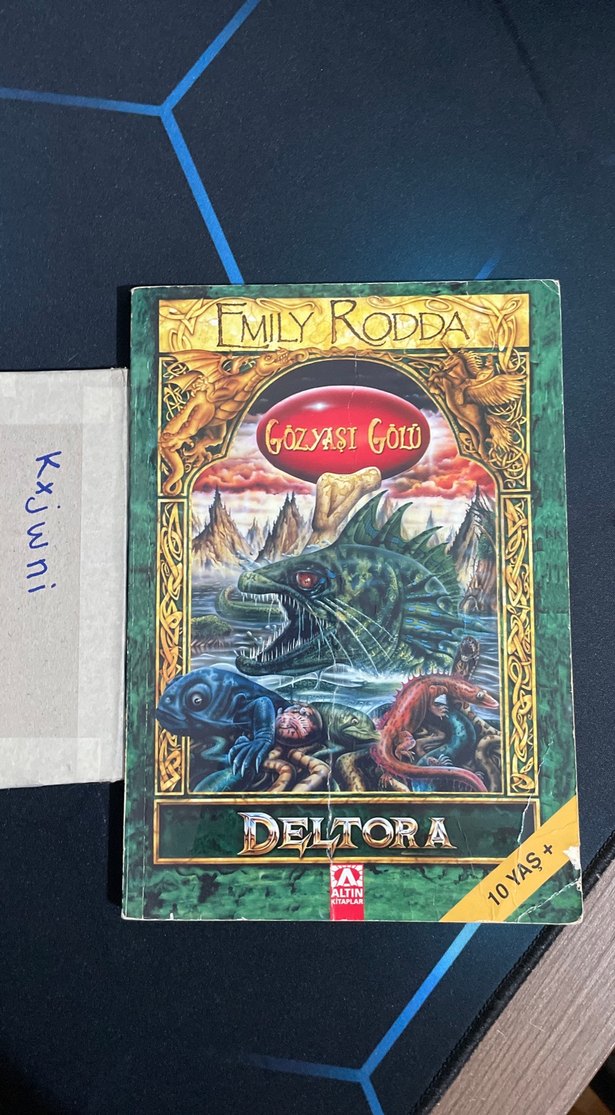 EMILY RODDA
GÖZYAŞI GÖLÜ
Kxjwni
DELTORA
ALTIN
KİTAPLAR
10 YAŞ +